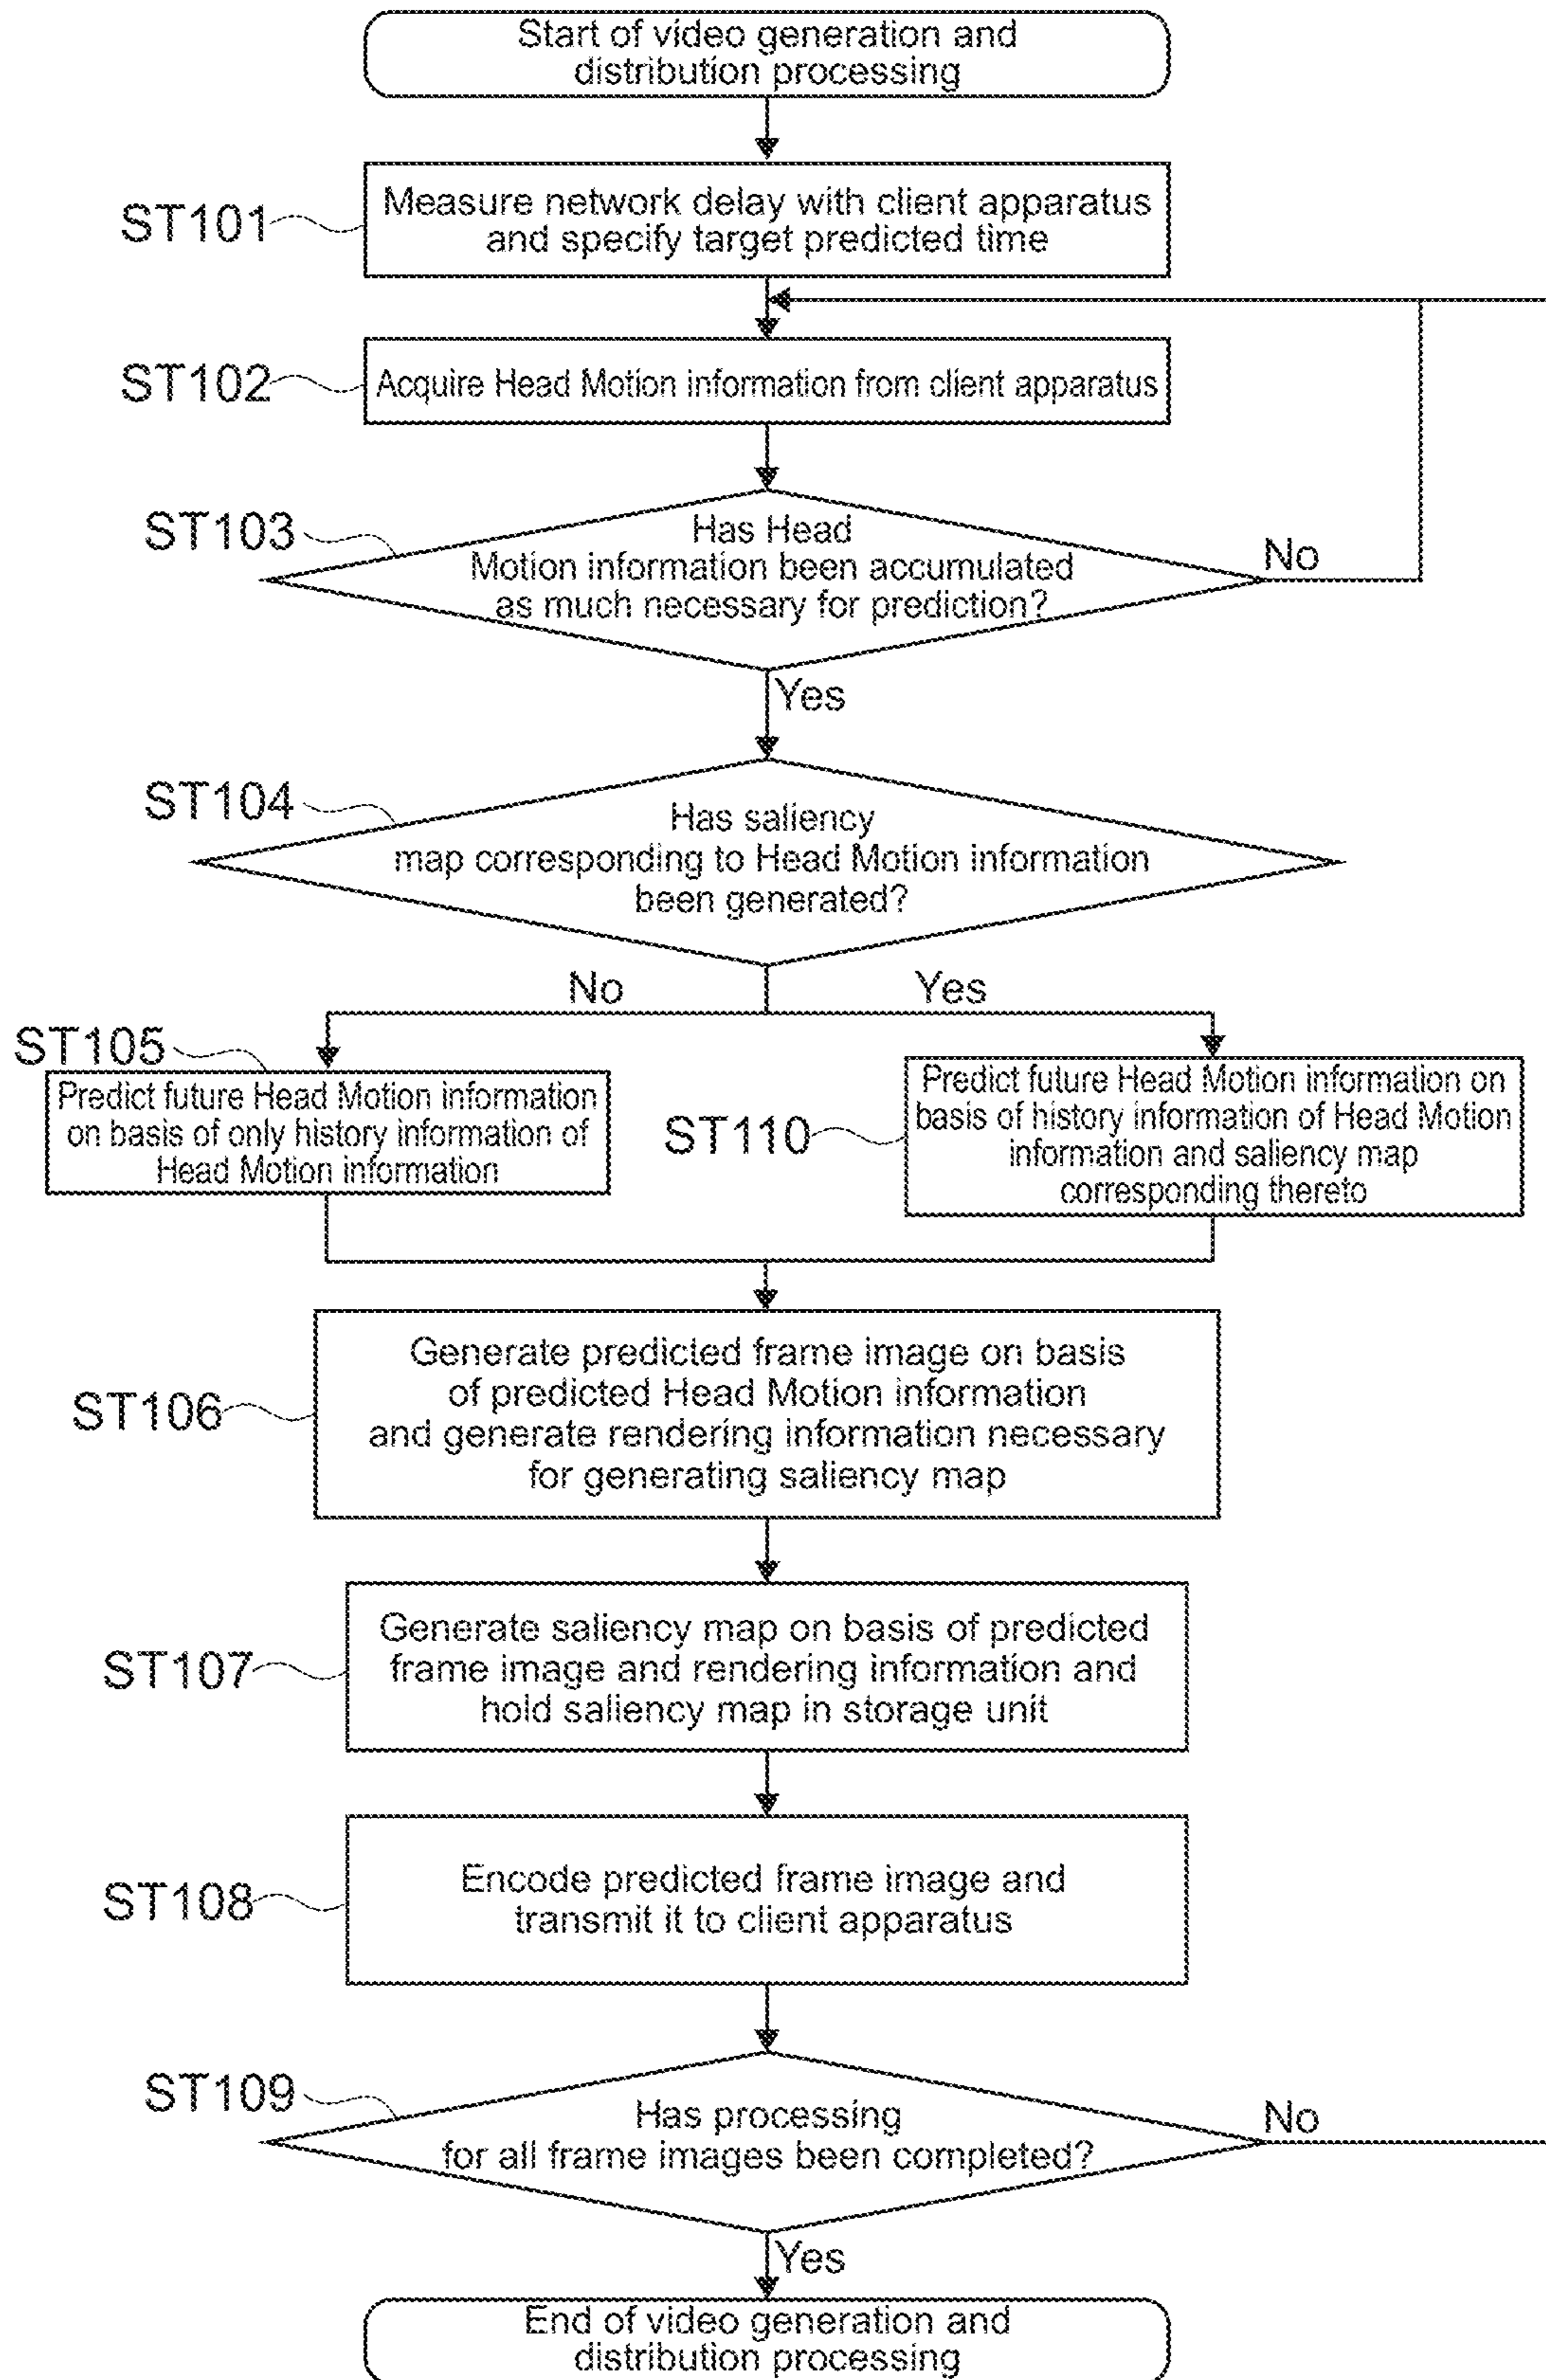 Start of video generation and
distribution processing
ST101
Measure network delay with client apparatus
and specify target predicted time
ST102
Acquire Head Motion information from client apparatus
ST103
Has Head
Motion information been accumulated
as much necessary for prediction?
No
Yes
ST104
Has saliency
map corresponding to Head Motion information
been generated?
No
Yes
ST105
Predict future Head Motion information
on basis of only history information of
Head Motion information
ST110
Predict future Head Motion information on
basis of history information of Head Motion
information and saliency map
corresponding thereto
ST106
Generate predicted frame image on basis
of predicted Head Motion information
and generate rendering information necessary
for generating saliency map
ST107
Generate saliency map on basis of predicted
frame image and rendering information and
hold saliency map in storage unit
ST108
Encode predicted frame image and
transmit it to client apparatus
ST109
Has processing
for all frame images been completed?
No
Yes
End of video generation and
distribution processing